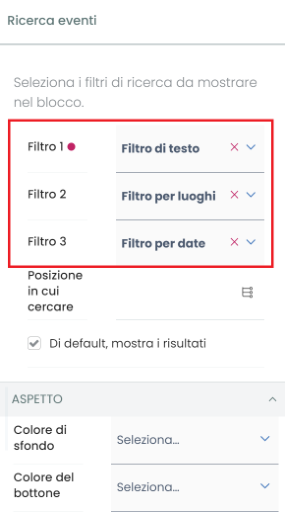 Ricerca eventi
Seleziona i filtri di ricerca da mostrare
nel blocco.
Filtro 1 Filtro di testo
Filtro 2 Filtro per luoghi
Filtro 3 Filtro per date
Posizione
in cui
cercare
Di default, mostra i risultati
ASPETTO
Colore di
sfondo Seleziona...
Colore del
bottone Seleziona...